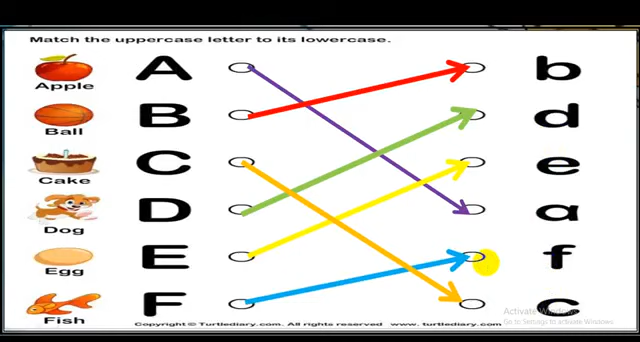 Match the uppercase letter to its lowercase.
Apple A b
Ball B d
Cake C e
Dog D a
Egg E f
Fish F c
Activate Windows
Go to Settings to activate Windows.
Copyright © Turtlediary.com. All rights reserved www.turtlediary.com